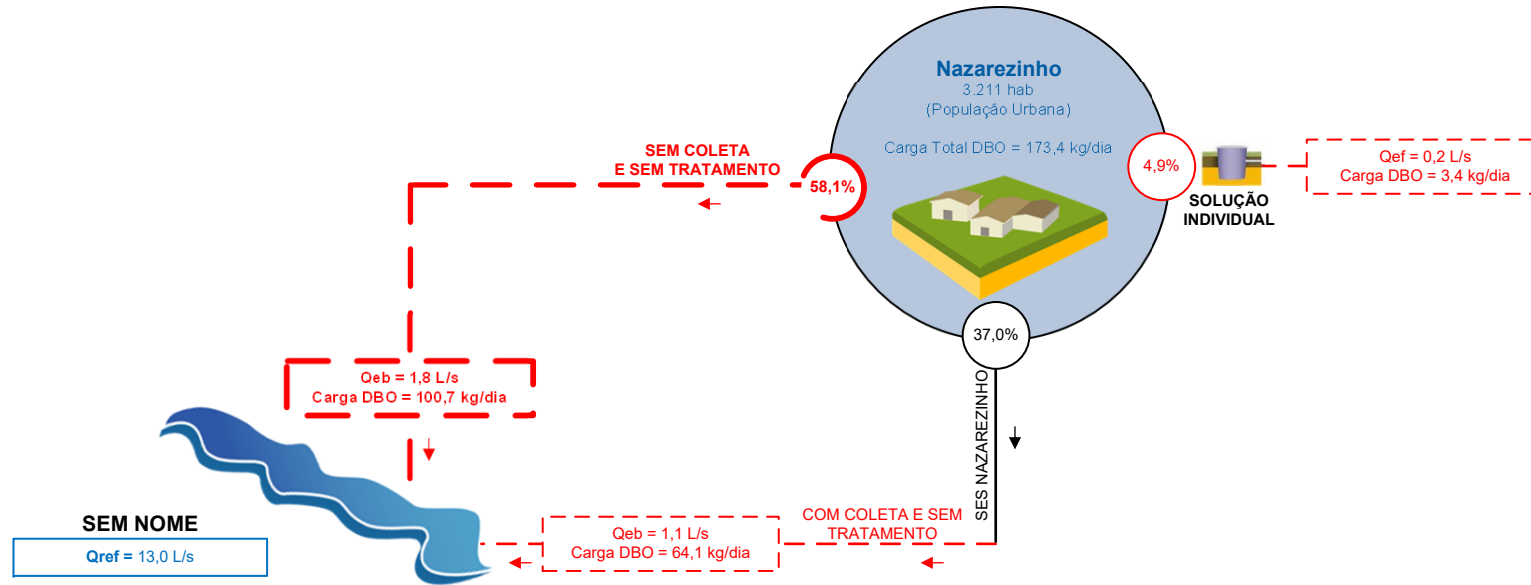 Nazarezinho
3.211 hab
(População Urbana)
Carga Total DBO = 173,4 kg/dia
SEM COLETA
E SEM TRATAMENTO
58,1%
4,9%
SOLUÇÃO
INDIVIDUAL
Qef = 0,2 L/s
Carga DBO = 3,4 kg/dia
37,0%
SES NAZAREZINHO
Qeb = 1,8 L/s
Carga DBO = 100,7 kg/dia
COM COLETA E SEM
TRATAMENTO
Qeb = 1,1 L/s
Carga DBO = 64,1 kg/dia
SEM NOME
Qref = 13,0 L/s